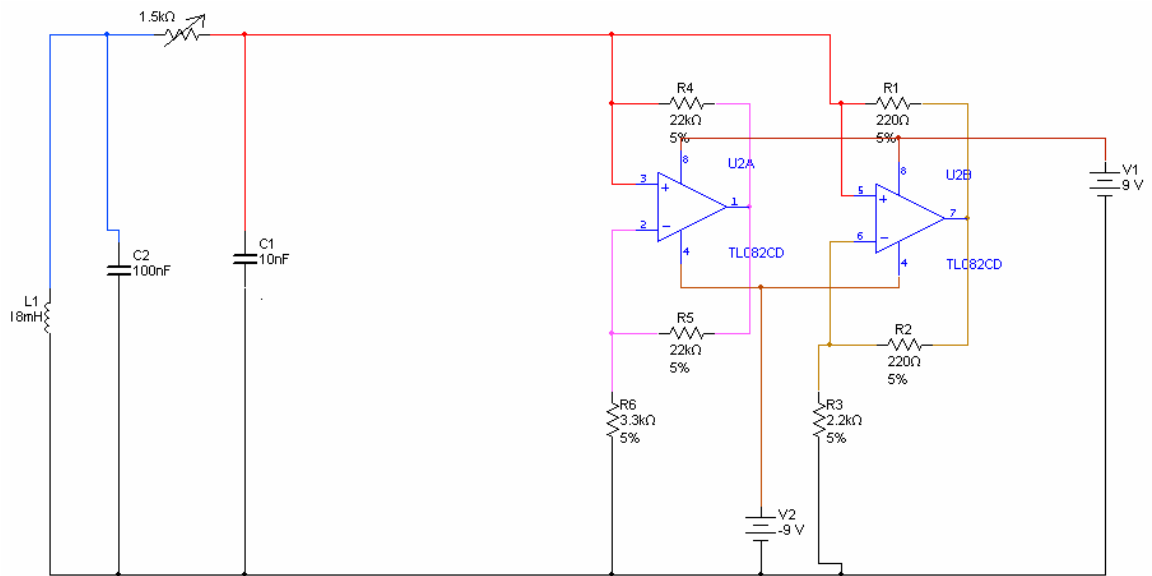 1.5kΩ
R4
22kΩ
5%
R1
220Ω
5%
8
U2A
3
+
1
2
−
4
TL082CD
8
U2B
5
+
7
6
−
4
TL082CD
V1
9 V
C2
100nF
C1
10nF
L1
18mH
R5
22kΩ
5%
R2
220Ω
5%
R6
3.3kΩ
5%
R3
2.2kΩ
5%
V2
-9 V